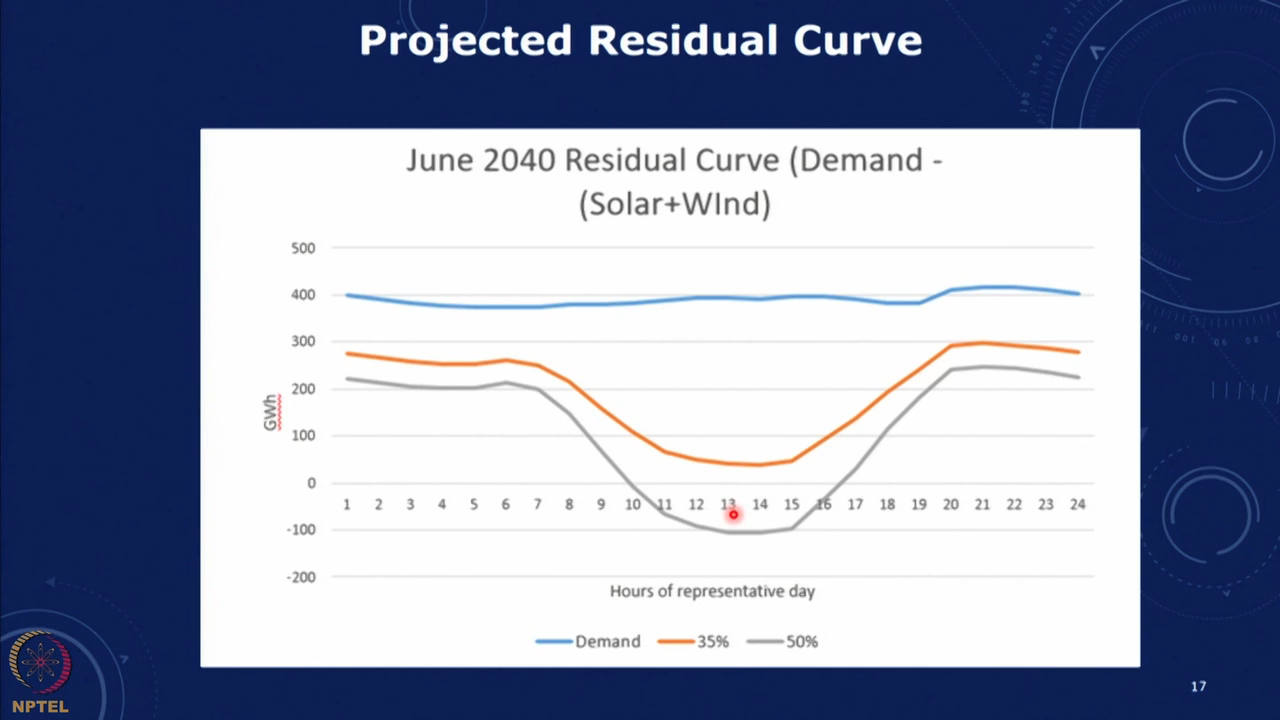 Projected Residual Curve
June 2040 Residual Curve (Demand -
(Solar+WInd)
GWh
500
400
300
200
100
0
-100
-200
1 2 3 4 5 6 7 8 9 10 11 12 13 14 15 16 17 18 19 20 21 22 23 24
Hours of representative day
Demand 35% 50%
NPTEL
17